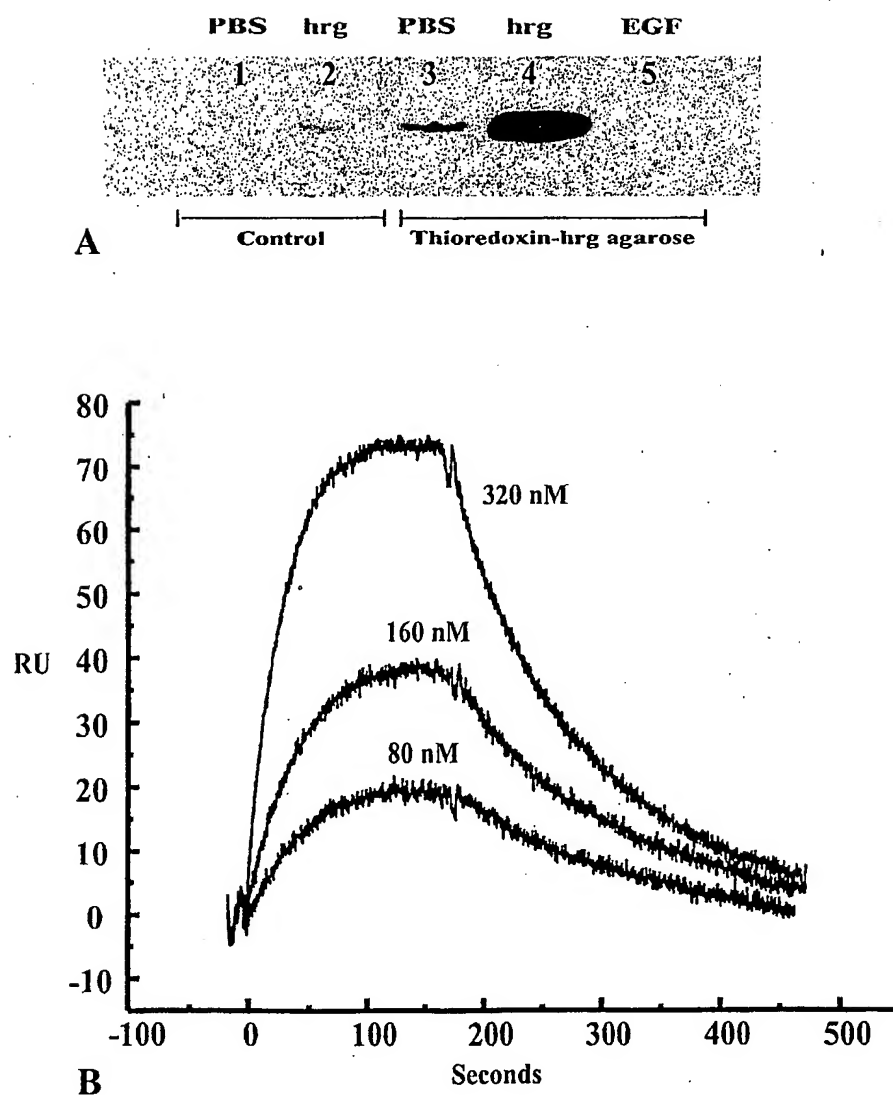 PBS hrg PBS hrg EGF
1 2 3 4 5
Control Thioredoxin-hrg agarose
A
80
70
320 nM
60
50
160 nM
RU 40
30
80 nM
20
10
0
-10
-100 0 100 200 300 400 500
Seconds
B